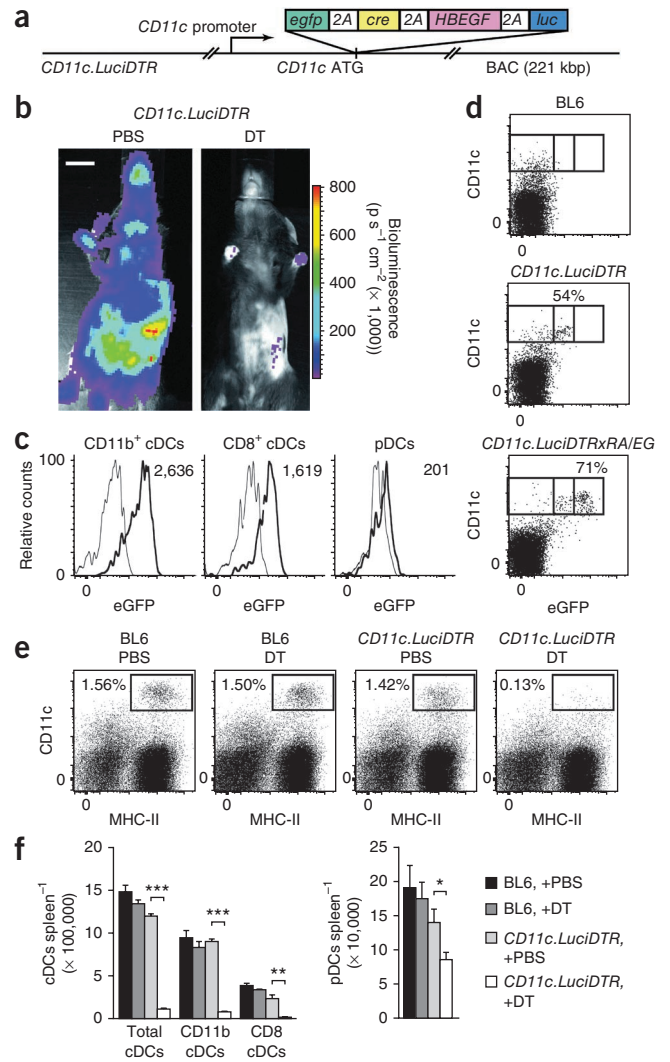 a
CD11c promoter
egfp 2A cre 2A HBEGF 2A luc
CD11c.LuciDTR
CD11c ATG
BAC (221 kbp)
b
CD11c.LuciDTR
PBS
DT
800
600
400
200
Bioluminescence
(p s⁻¹ cm⁻² (× 1,000))
c
CD11b⁺ cDCs
CD8⁺ cDCs
pDCs
Relative counts
100
0
2,636
1,619
201
0
0
0
eGFP
eGFP
eGFP
d
BL6
CD11c
0
0
CD11c.LuciDTR
54%
CD11c
0
0
CD11c.LuciDTRxRA/EG
71%
CD11c
0
0
eGFP
e
BL6
PBS
BL6
DT
CD11c.LuciDTR
PBS
CD11c.LuciDTR
DT
1.56%
1.50%
1.42%
0.13%
CD11c
0
0
0
0
0
0
0
0
MHC-II
MHC-II
MHC-II
MHC-II
f
cDCs spleen⁻¹
(× 100,000)
20
15
10
5
0
***
***
**
Total
cDCs
CD11b
cDCs
CD8
cDCs
pDCs spleen⁻¹
(× 10,000)
25
20
15
10
5
0
*
BL6, +PBS
BL6, +DT
CD11c.LuciDTR,
+PBS
CD11c.LuciDTR,
+DT